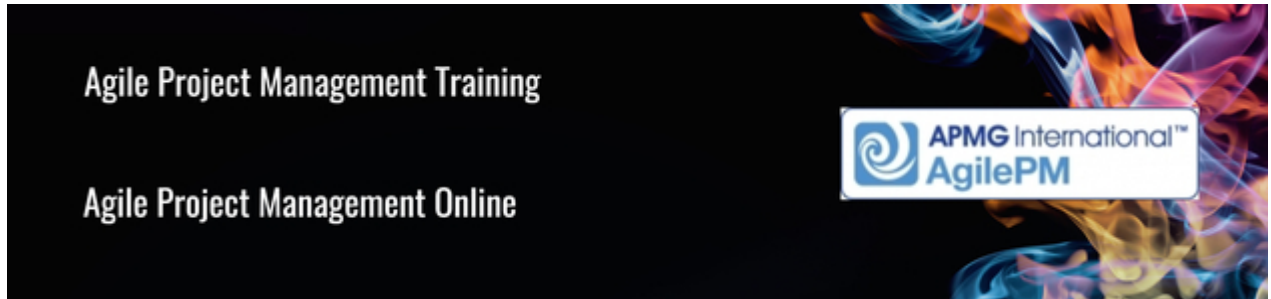 Agile Project Management Training
Agile Project Management Online
APMG International™
AgilePM